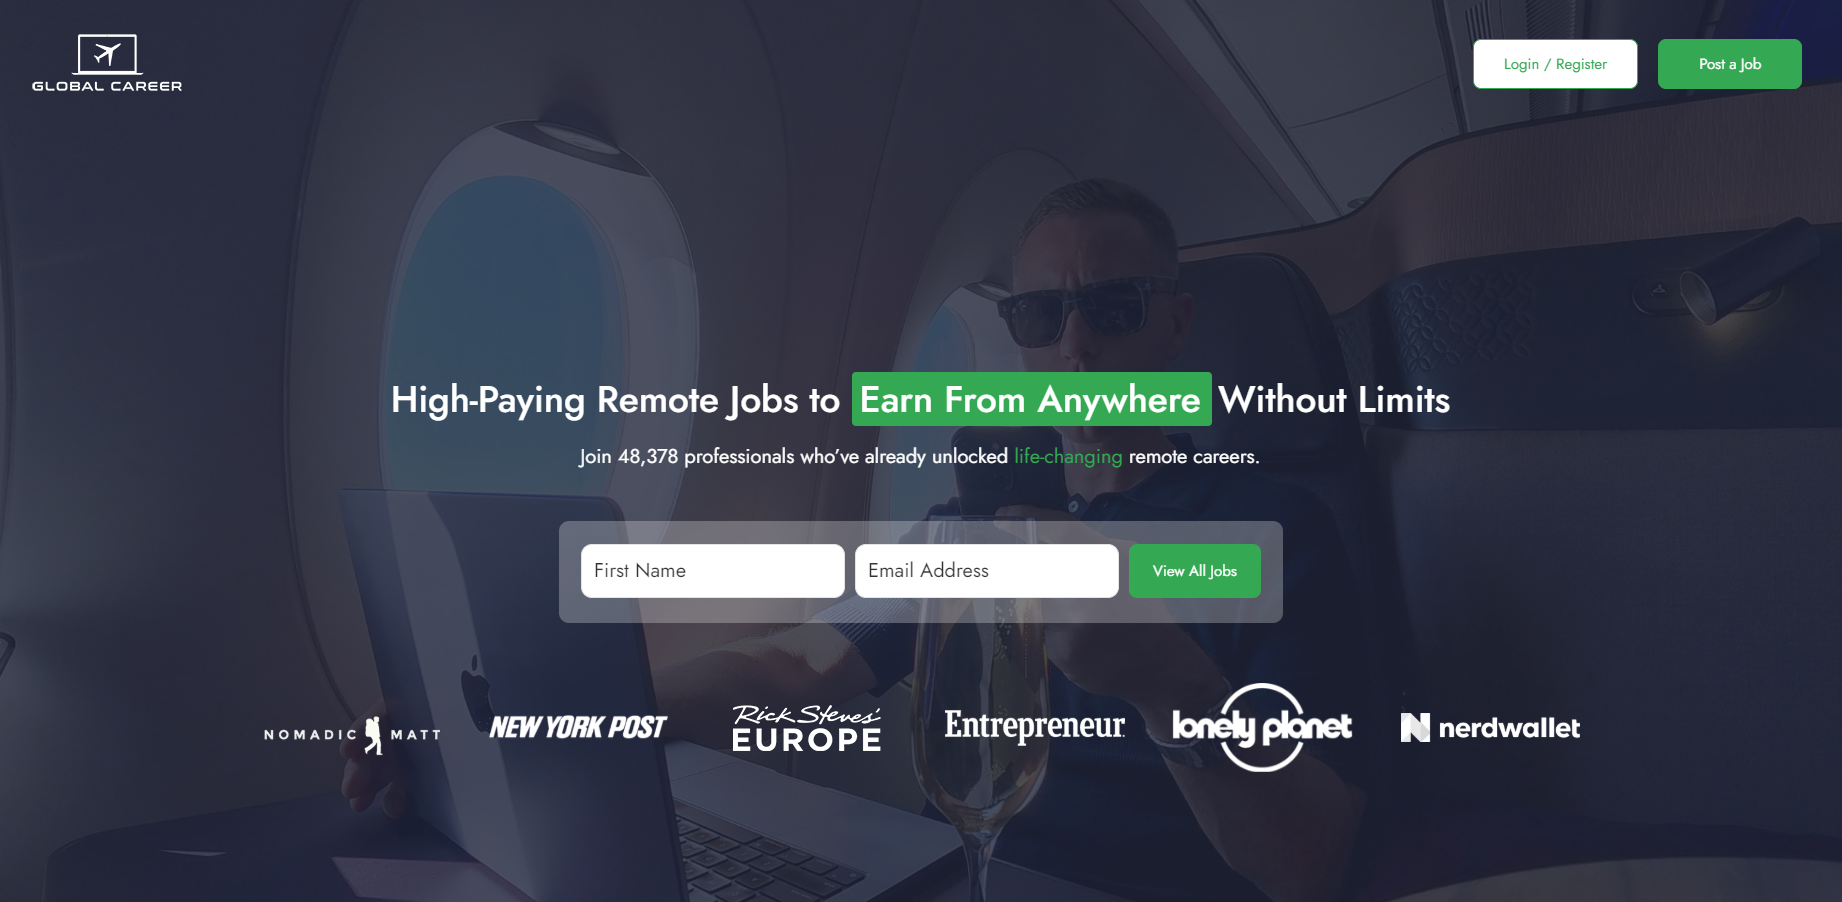 GLOBAL CAREER
Login / Register
Post a Job
High-Paying Remote Jobs to Earn From Anywhere Without Limits
Join 48,378 professionals who've already unlocked life-changing remote careers.
First Name
Email Address
View All Jobs
NOMADIC MATT
NEW YORK POST
Rick Steves'
EUROPE
Entrepreneur
lonely planet
nerdwallet